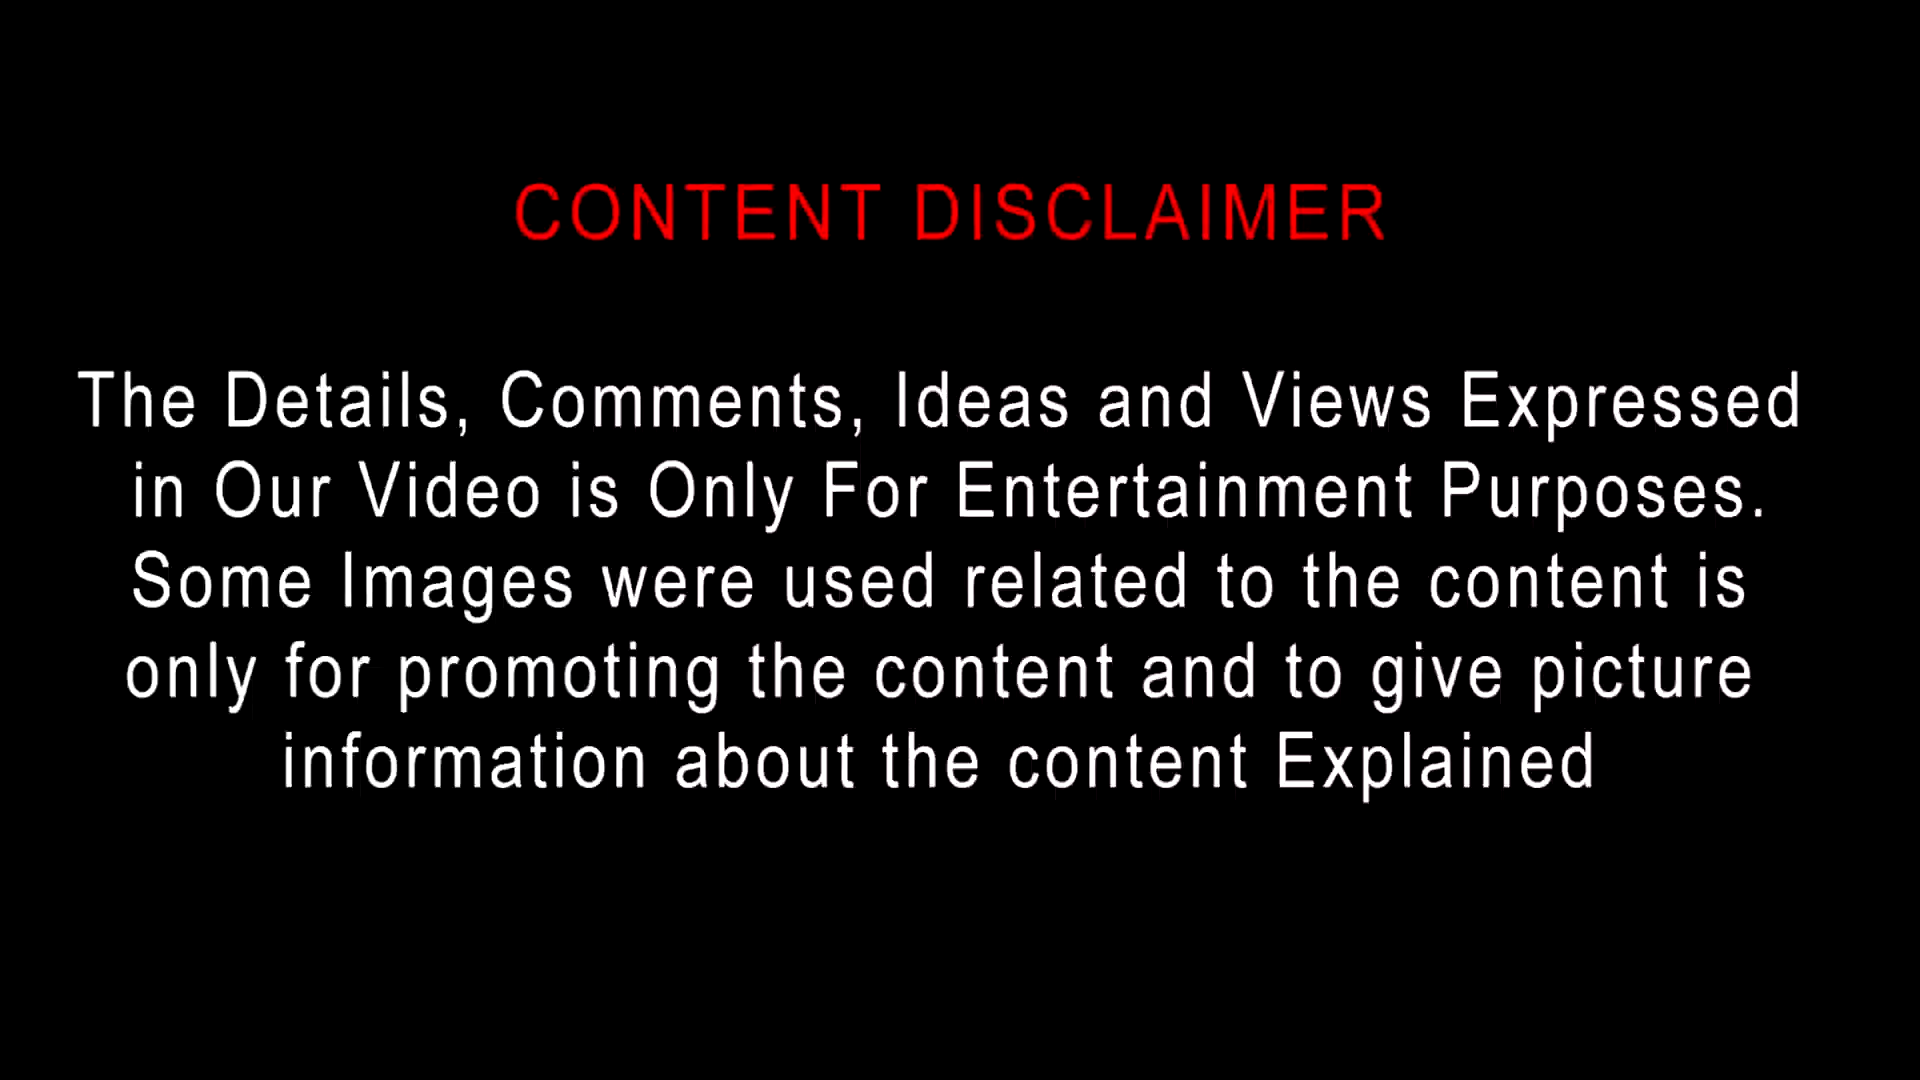 CONTENT DISCLAIMER
The Details, Comments, Ideas and Views Expressed
in Our Video is Only For Entertainment Purposes.
Some Images were used related to the content is
only for promoting the content and to give picture
information about the content Explained